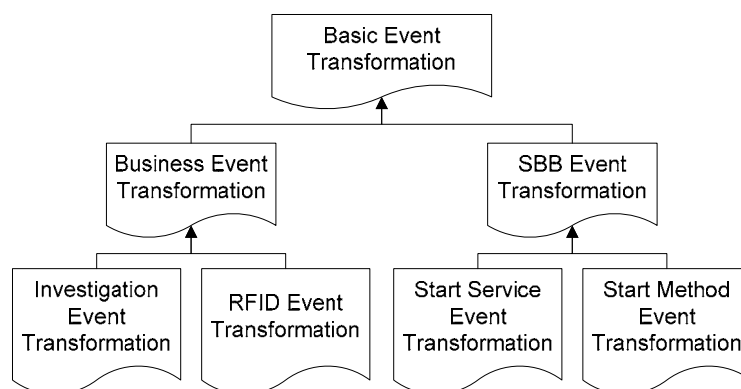 Basic Event
Transformation
Business Event
Transformation
SBB Event
Transformation
Investigation
Event
Transformation
RFID Event
Transformation
Start Service
Event
Transformation
Start Method
Event
Transformation